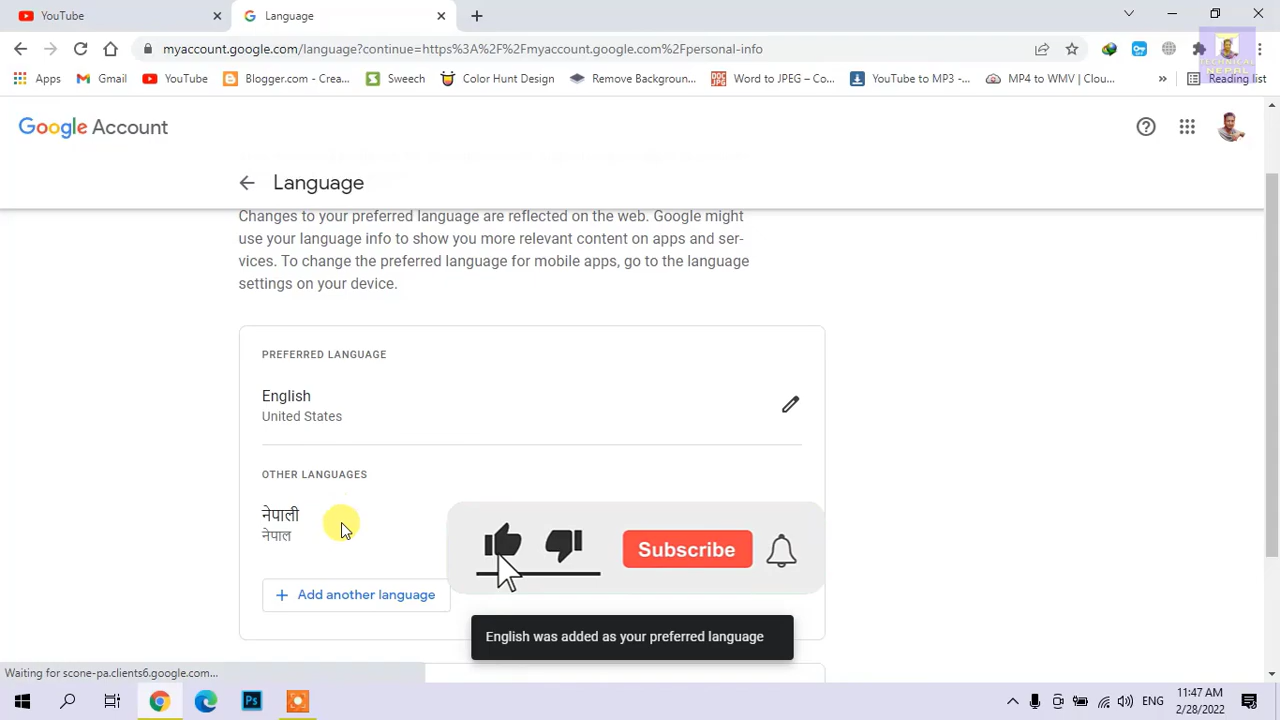 YouTube
Language
myaccount.google.com/language?continue=https%3A%2F%2Fmyaccount.google.com%2Fpersonal-info
Apps
Gmail
YouTube
Blogger.com - Crea...
Sweech
Color Hunt Design
Remove Backgroun...
Word to JPEG – Co...
YouTube to MP3 -...
MP4 to WMV | Clou...
»
Reading list
TECHNICAL
NEPAL
Google Account
Language
Changes to your preferred language are reflected on the web. Google might
use your language info to show you more relevant content on apps and ser-
vices. To change the preferred language for mobile apps, go to the language
settings on your device.
PREFERRED LANGUAGE
English
United States
OTHER LANGUAGES
नेपाली
नेपाल
Subscribe
+ Add another language
English was added as your preferred language
Waiting for scone-pa.clients6.google.com...
Ps
ENG
11:47 AM
2/28/2022